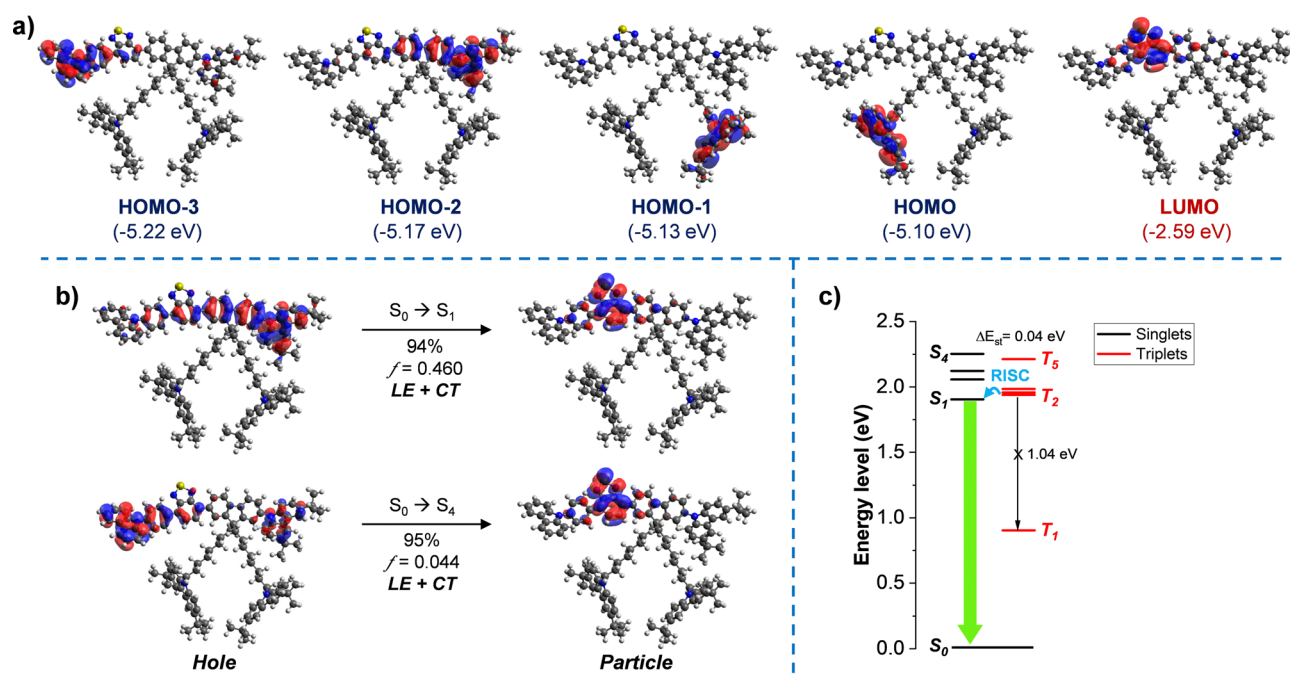 a)
HOMO-3
(-5.22 eV)
HOMO-2
(-5.17 eV)
HOMO-1
(-5.13 eV)
HOMO
(-5.10 eV)
LUMO
(-2.59 eV)
b)
S₀ → S₁
94%
f = 0.460
LE + CT
S₀ → S₄
95%
f = 0.044
LE + CT
Hole
Particle
c)
Energy level (eV)
2.5
2.0
1.5
1.0
0.5
0.0
ΔEst= 0.04 eV
Singlets
Triplets
S₄
T₅
RISC
S₁
T₂
X 1.04 eV
T₁
S₀